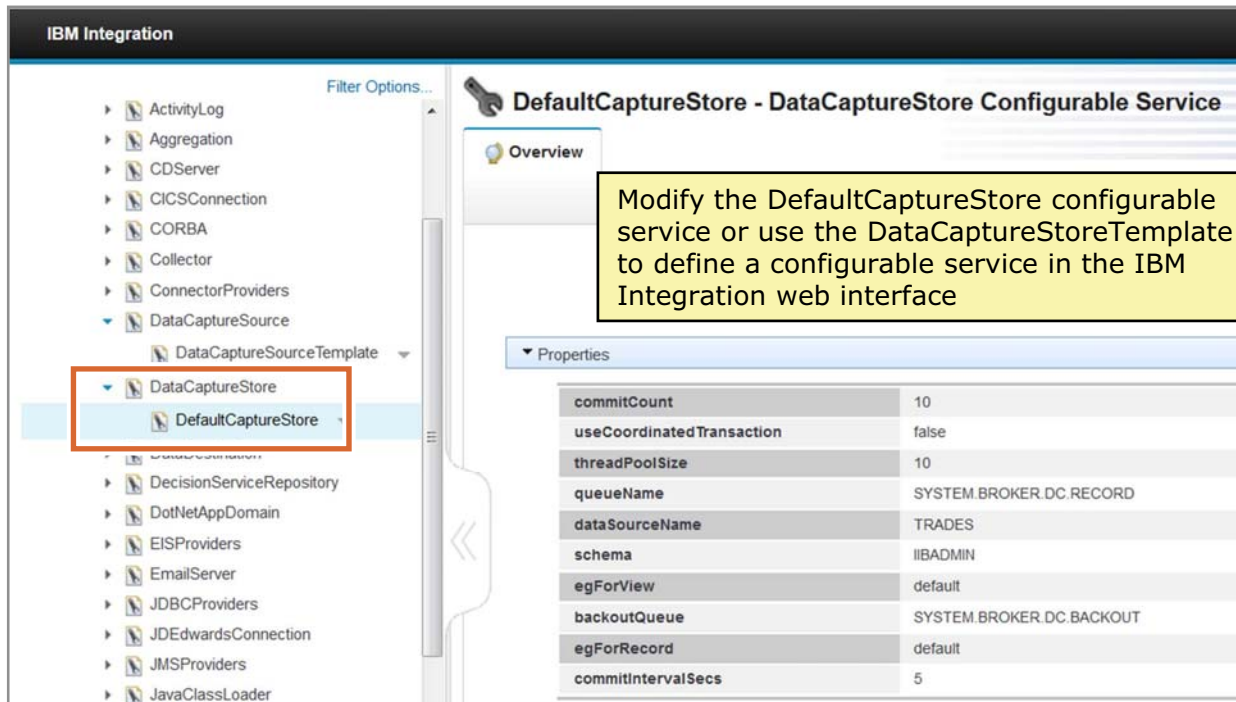 IBM Integration
Filter Options...
ActivityLog
Aggregation
CDServer
CICSConnection
CORBA
Collector
ConnectorProviders
DataCaptureSource
DataCaptureSourceTemplate
DataCaptureStore
DefaultCaptureStore
DataDestination
DecisionServiceRepository
DotNetAppDomain
EISProviders
EmailServer
JDBCProviders
JDEdwardsConnection
JMSProviders
JavaClassLoader
DefaultCaptureStore - DataCaptureStore Configurable Service
Overview
Modify the DefaultCaptureStore configurable
service or use the DataCaptureStoreTemplate
to define a configurable service in the IBM
Integration web interface
Properties
commitCount 10
useCoordinatedTransaction false
threadPoolSize 10
queueName SYSTEM.BROKER.DC.RECORD
dataSourceName TRADES
schema IIBADMIN
egForView default
backoutQueue SYSTEM.BROKER.DC.BACKOUT
egForRecord default
commitIntervalSecs 5